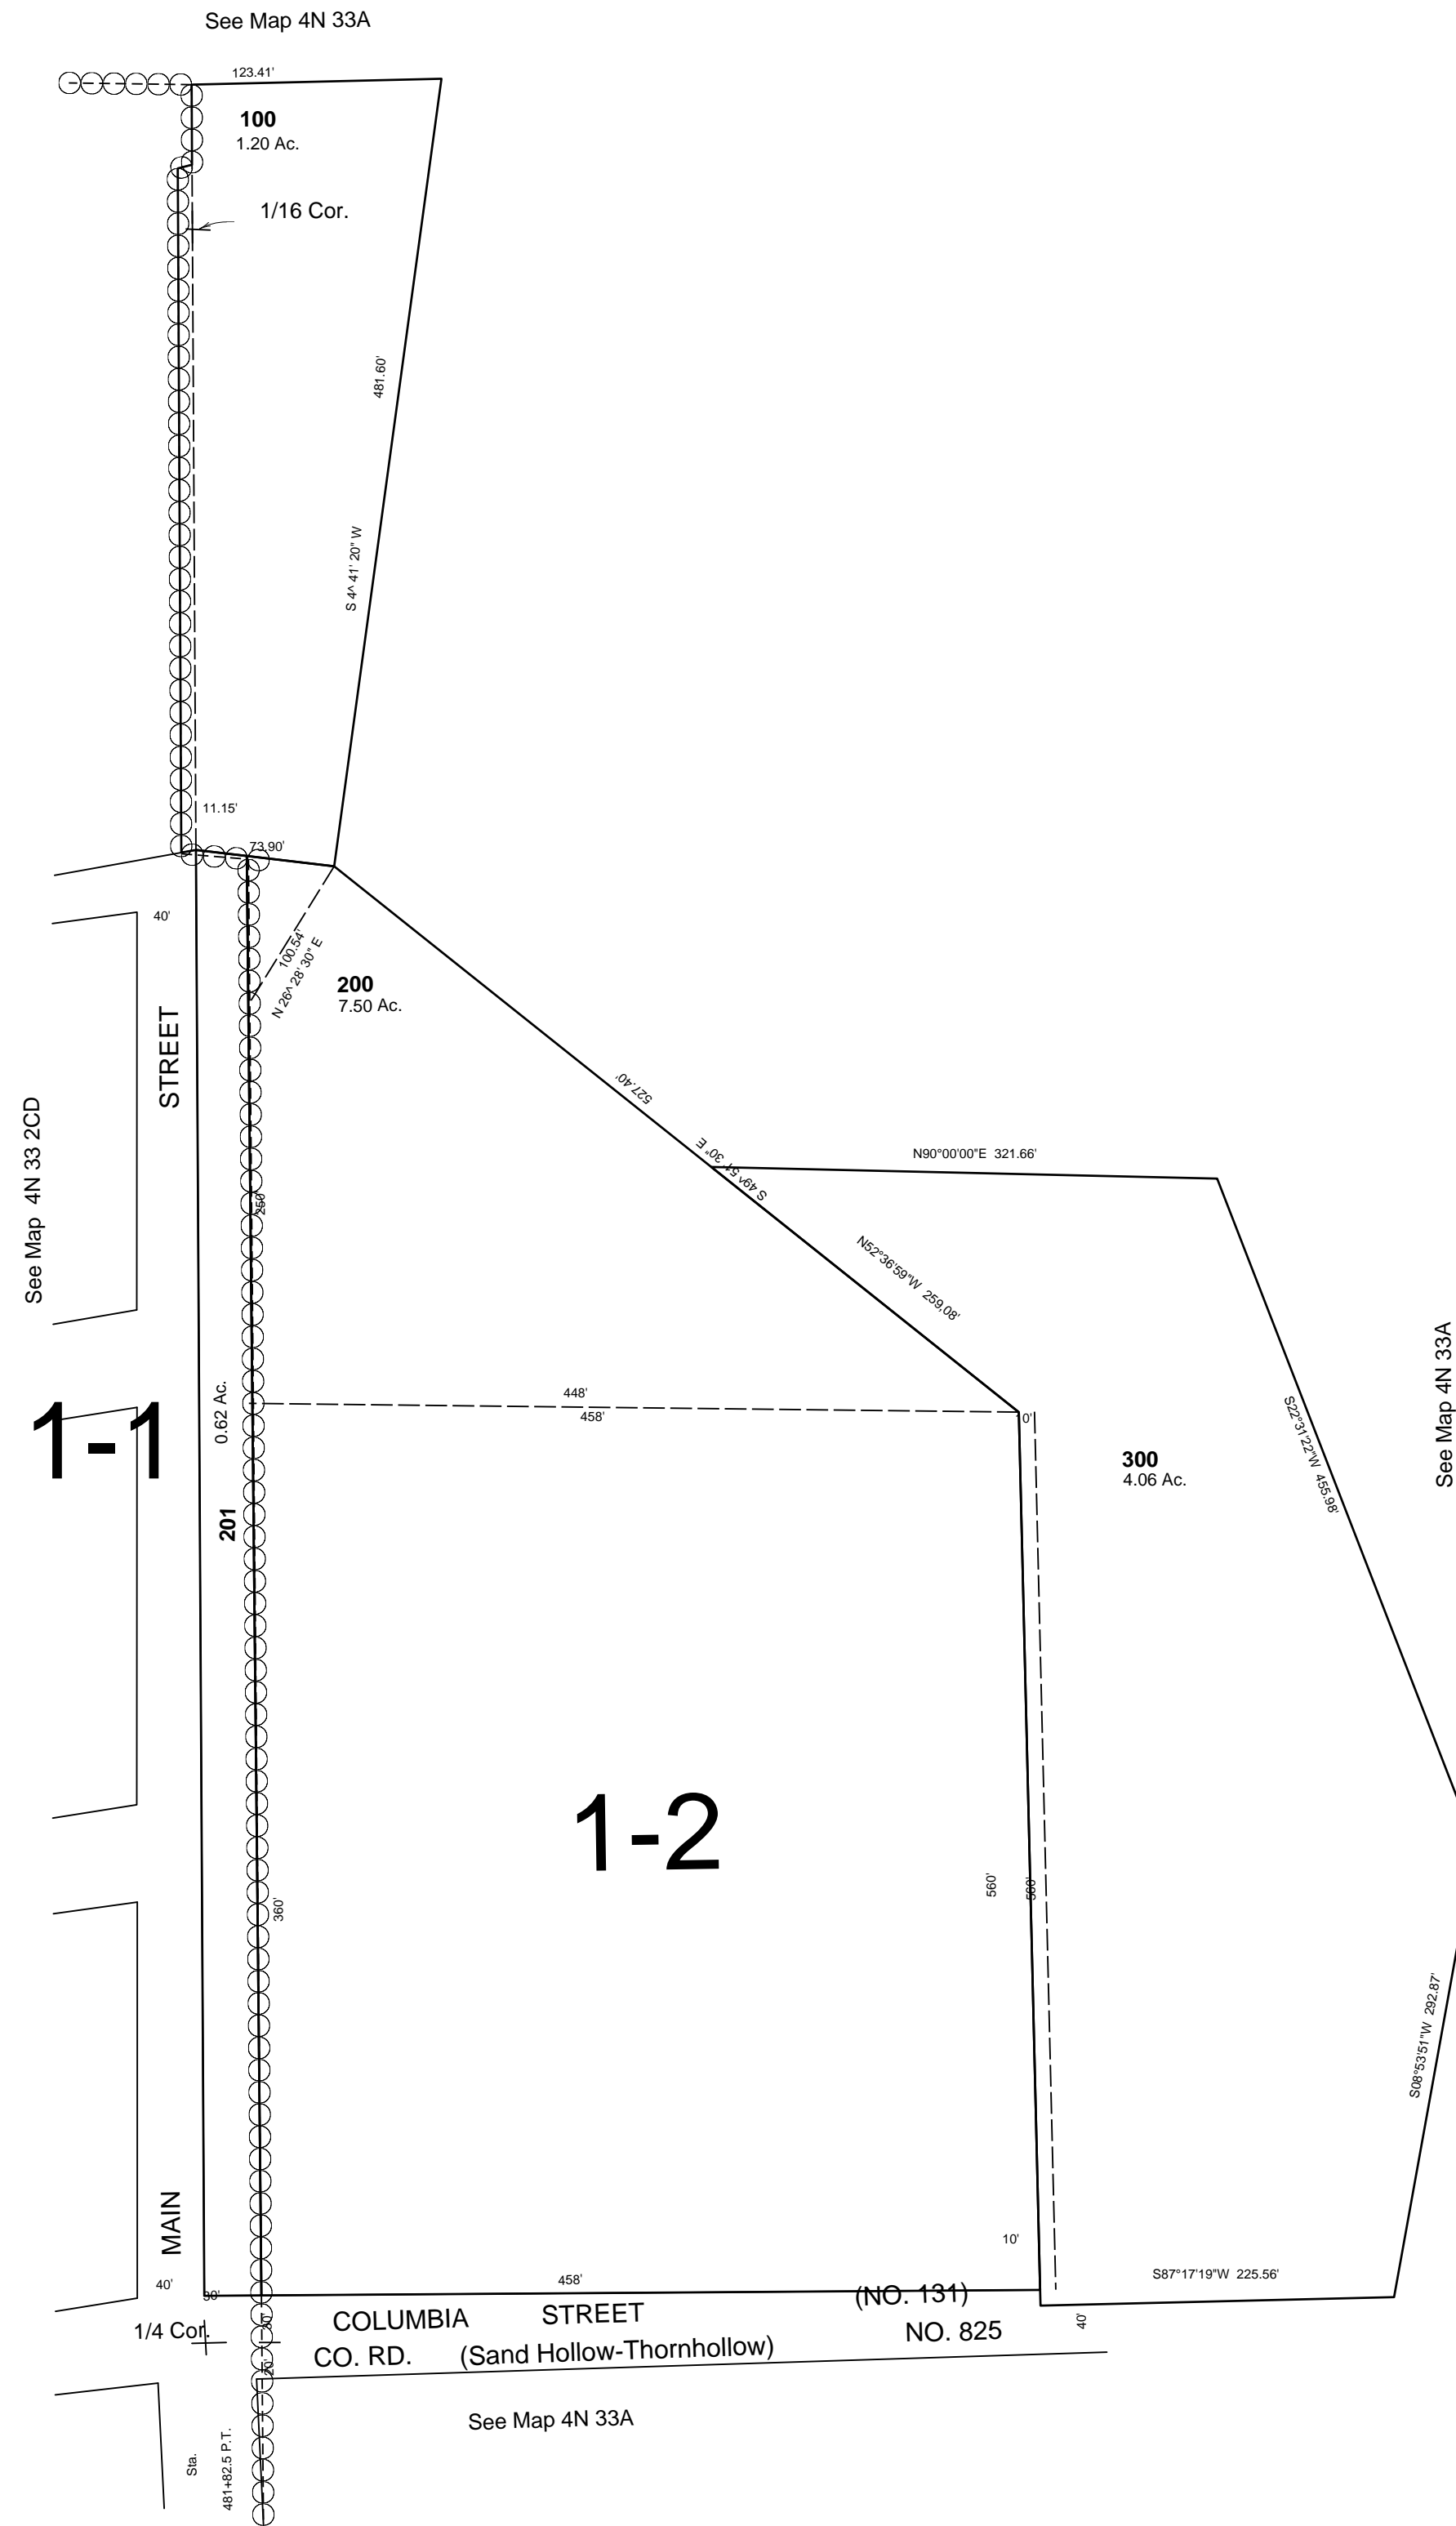 See Map 4N 33A
123.41'
100
1.20 Ac.
1/16 Cor.
481.60'
S 4^ 41' 20" W
11.15'
73.90'
40'
100.54'
N 26^ 28' 30" E
200
7.50 Ac.
STREET
See Map 4N 33 2CD
527.40'
S 49^ 51' 30" E
N90°00'00"E 321.66'
250'
N52°36'59"W 259,08'
448'
458'
0.62 Ac.
1-1
201
300
4.06 Ac.
S22°31'22"W 455.98'
See Map 4N 33A
1-2
360'
560'
560'
S08°53'51"W 292.87'
MAIN
10'
40'
30'
458'
S87°17'19"W 225.56'
(NO. 131)
COLUMBIA STREET
1/4 Cor.
30'
40'
CO. RD. (Sand Hollow-Thornhollow) NO. 825
20'
See Map 4N 33A
Sta.
481+82.5 P.T.